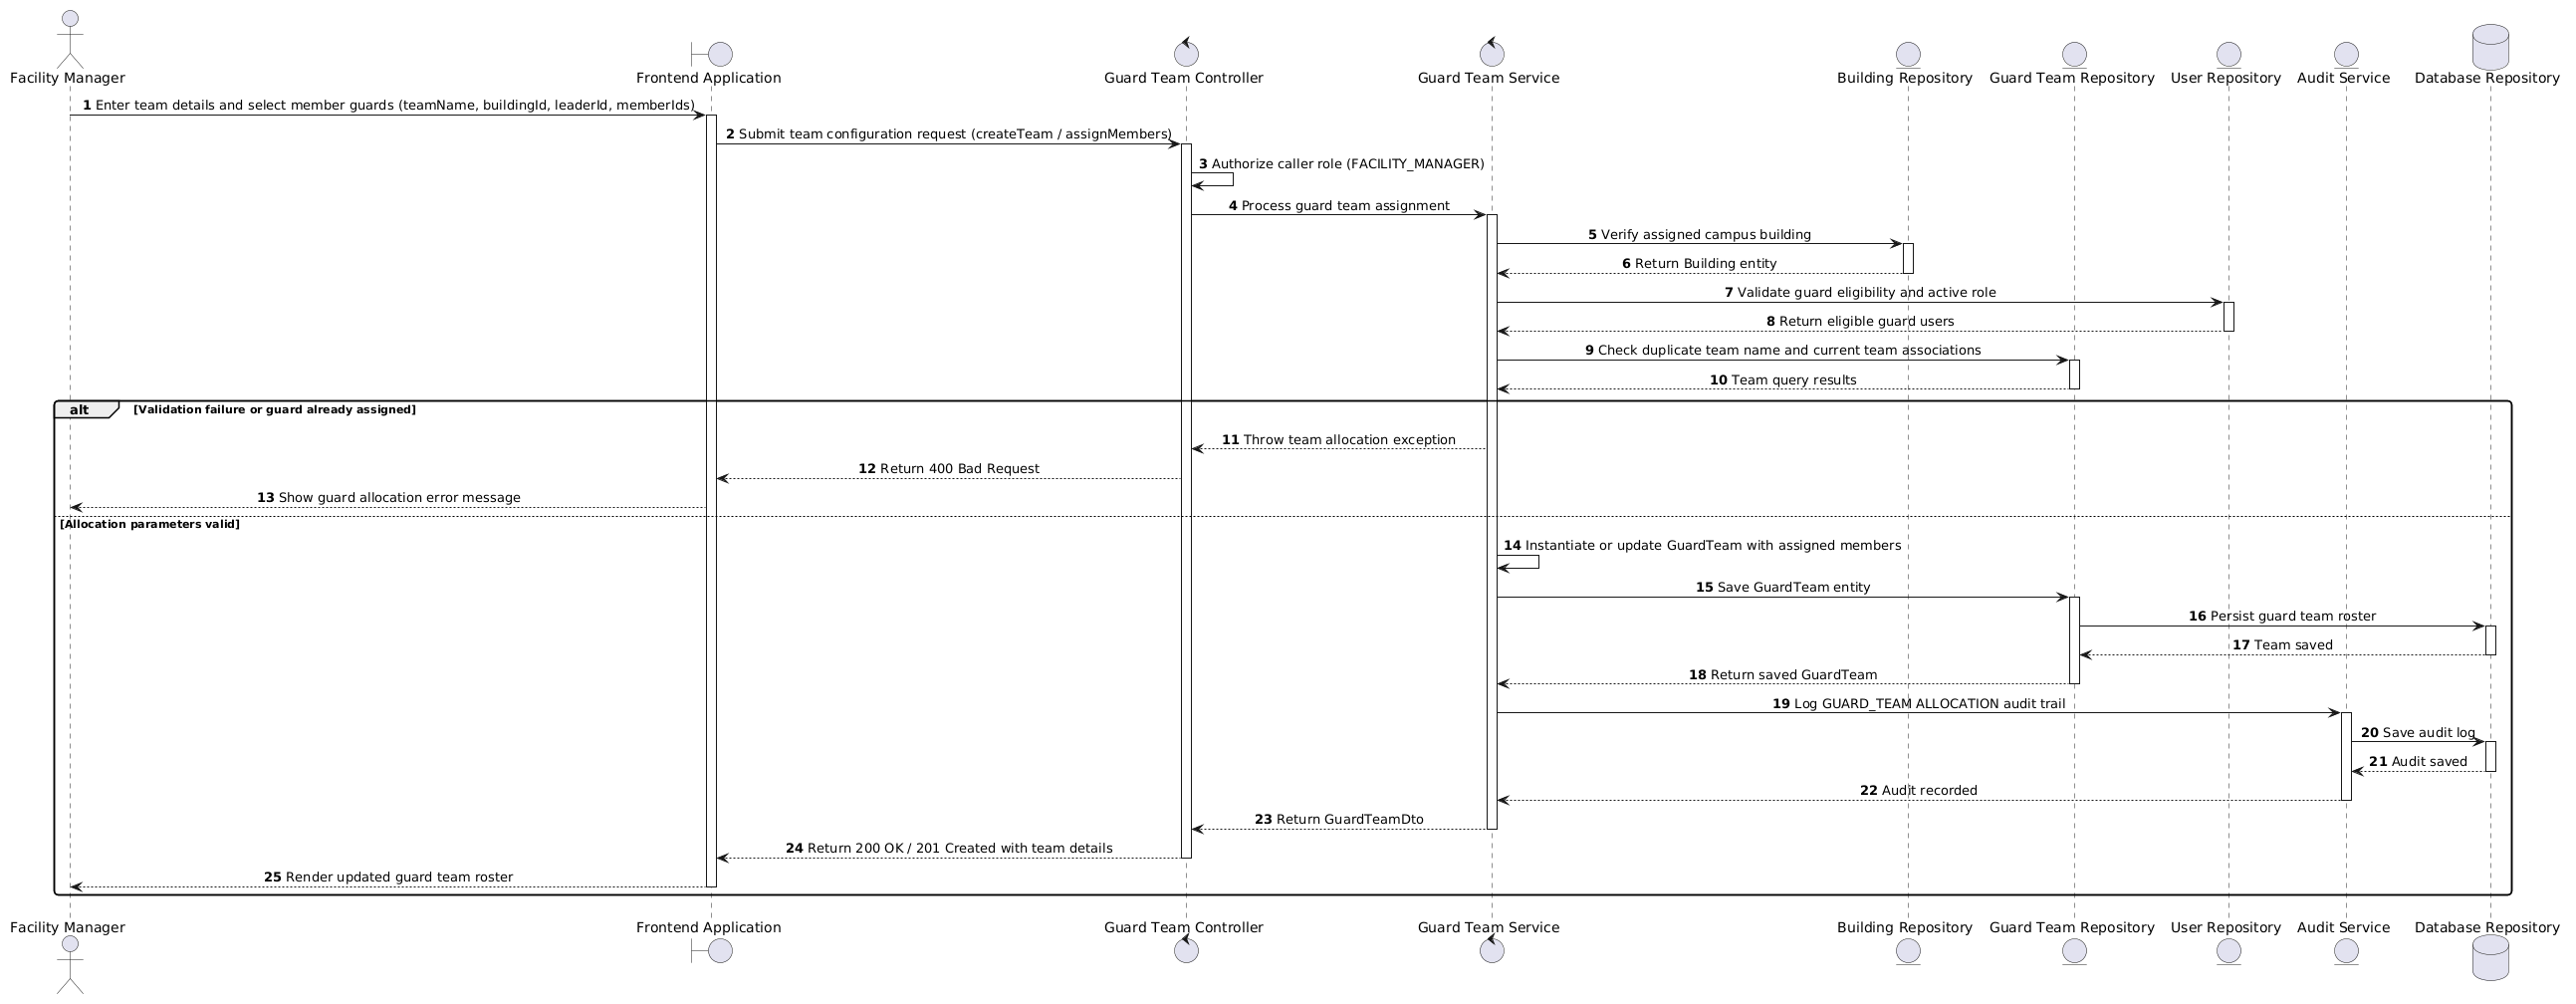 Facility Manager
Frontend Application
Guard Team Controller
Guard Team Service
Building Repository
Guard Team Repository
User Repository
Audit Service
Database Repository
1 Enter team details and select member guards (teamName, buildingId, leaderId, memberIds)
2 Submit team configuration request (createTeam / assignMembers)
3 Authorize caller role (FACILITY_MANAGER)
4 Process guard team assignment
5 Verify assigned campus building
6 Return Building entity
7 Validate guard eligibility and active role
8 Return eligible guard users
9 Check duplicate team name and current team associations
10 Team query results
alt [Validation failure or guard already assigned]
11 Throw team allocation exception
12 Return 400 Bad Request
13 Show guard allocation error message
[Allocation parameters valid]
14 Instantiate or update GuardTeam with assigned members
15 Save GuardTeam entity
16 Persist guard team roster
17 Team saved
18 Return saved GuardTeam
19 Log GUARD_TEAM ALLOCATION audit trail
20 Save audit log
21 Audit saved
22 Audit recorded
23 Return GuardTeamDto
24 Return 200 OK / 201 Created with team details
25 Render updated guard team roster
Facility Manager
Frontend Application
Guard Team Controller
Guard Team Service
Building Repository
Guard Team Repository
User Repository
Audit Service
Database Repository